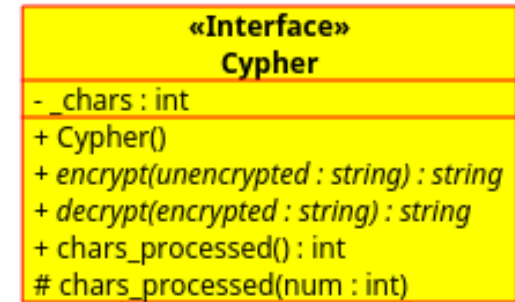 «Interface»
Cypher
- _chars : int
+ Cypher()
+ encrypt(unencrypted : string) : string
+ decrypt(encrypted : string) : string
+ chars_processed() : int
# chars_processed(num : int)